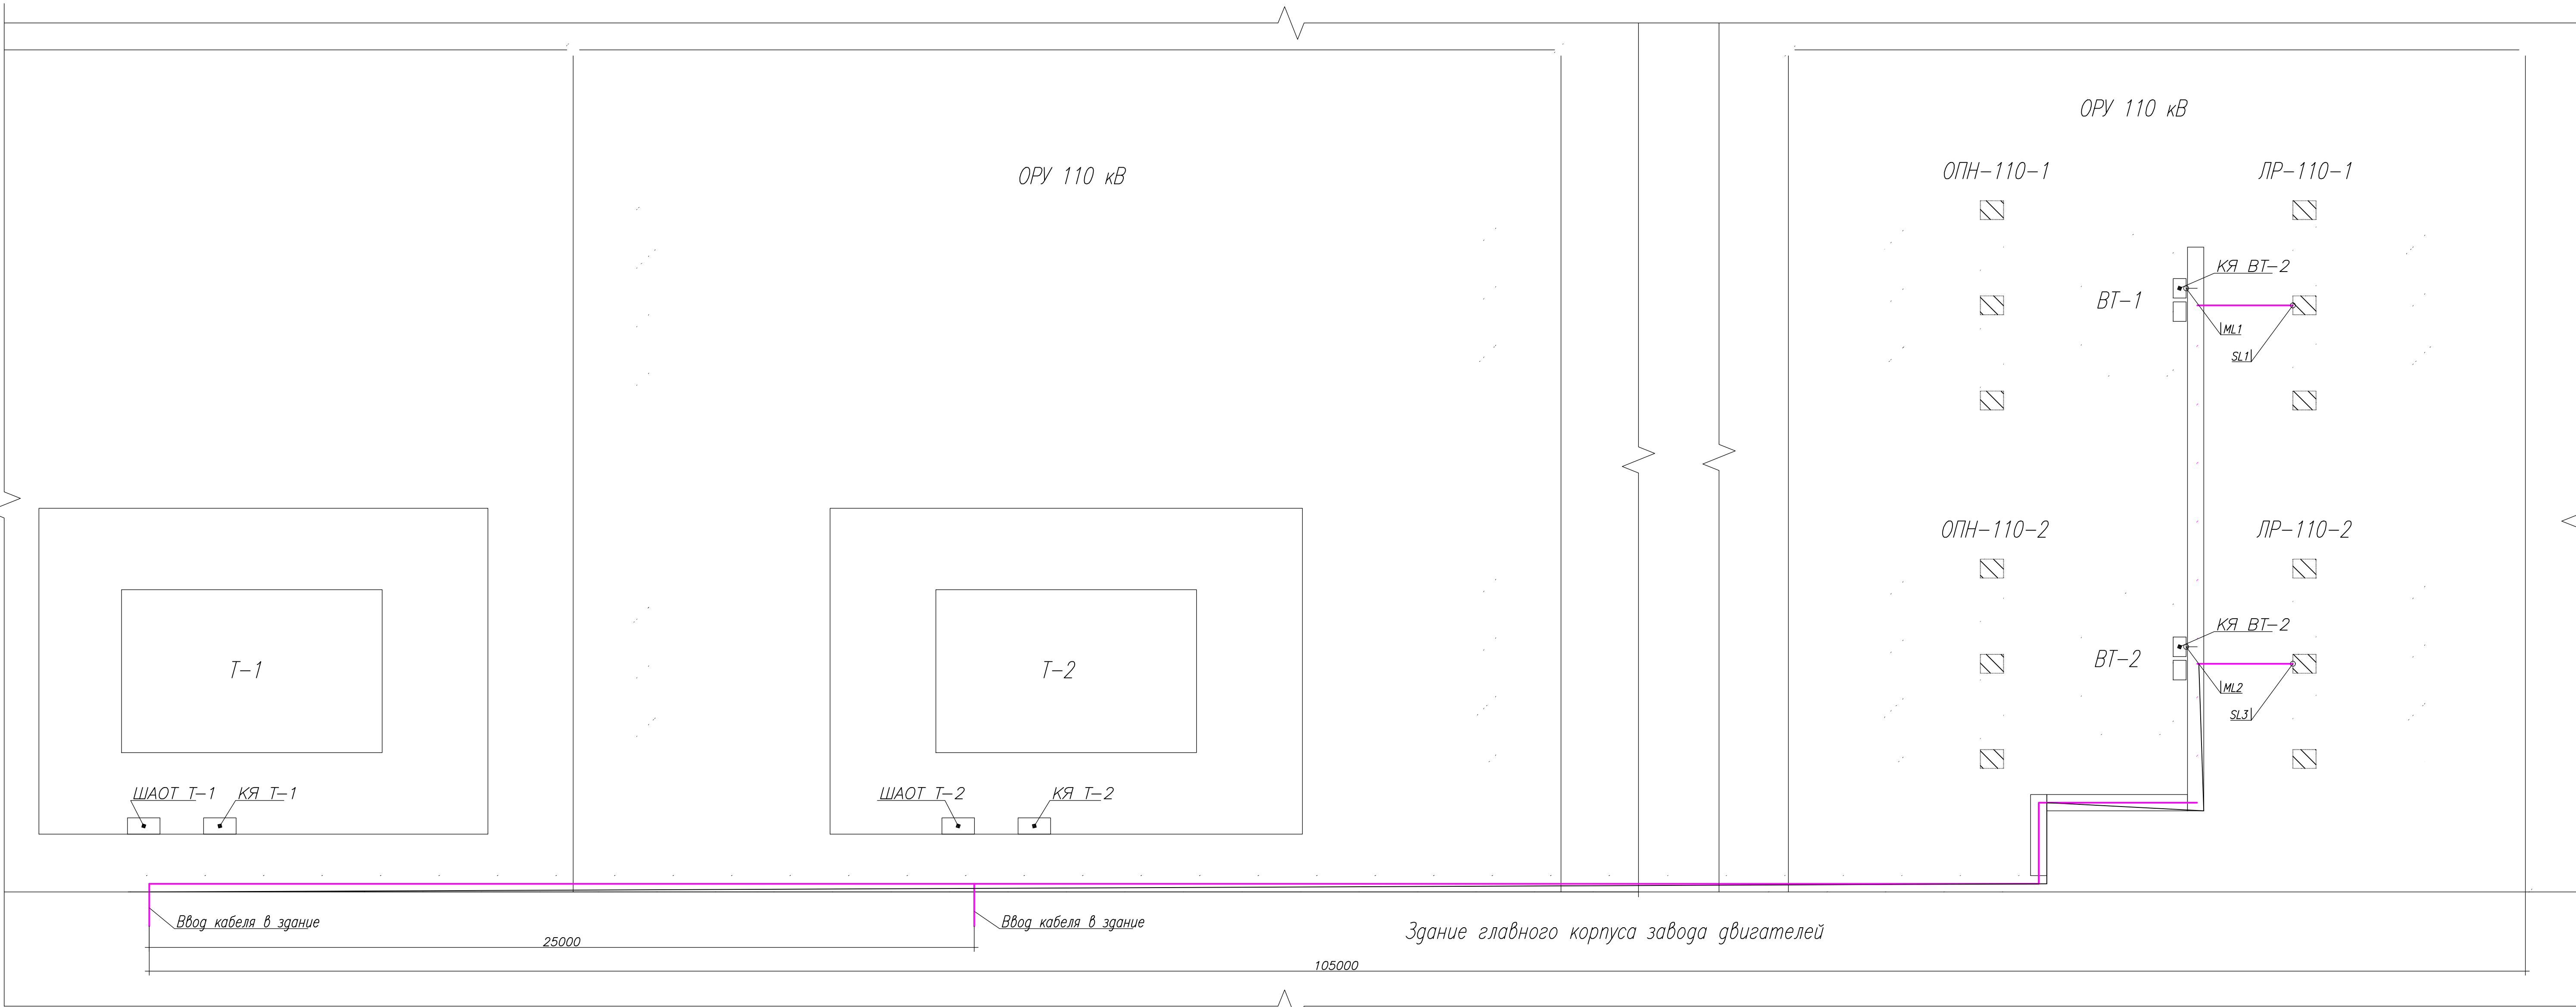 ОРУ 110 кВ
ОРУ 110 кВ
ОПН-110-1
ЛР-110-1
КЯ ВТ-2
ВТ-1
ML1
SL1
ОПН-110-2
ЛР-110-2
КЯ ВТ-2
ВТ-2
ML2
SL3
Т-1
Т-2
ШАОТ Т-1
КЯ Т-1
ШАОТ Т-2
КЯ Т-2
Ввод кабеля в здание
Ввод кабеля в здание
Здание главного корпуса завода двигателей
25000
105000